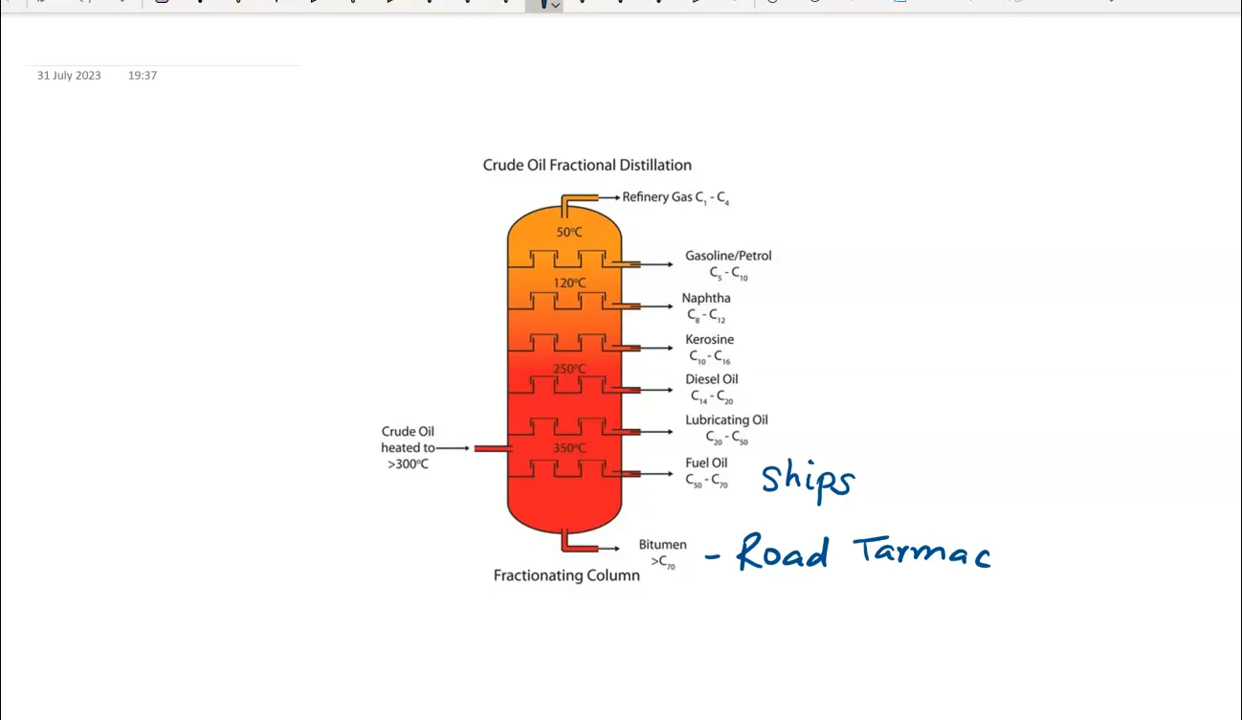 31 July 2023 19:37
Crude Oil Fractional Distillation
Refinery Gas C₁ - C₄
50°C
Gasoline/Petrol
C₅ - C₁₀
120°C
Naphtha
C₈ - C₁₂
Kerosine
C₁₀ - C₁₆
250°C
Diesel Oil
C₁₄ - C₂₀
Lubricating Oil
C₂₀ - C₅₀
Crude Oil
heated to
>300°C
350°C
Fuel Oil
C₅₀ - C₇₀
Ships
Bitumen
>C₇₀
- Road Tarmac
Fractionating Column